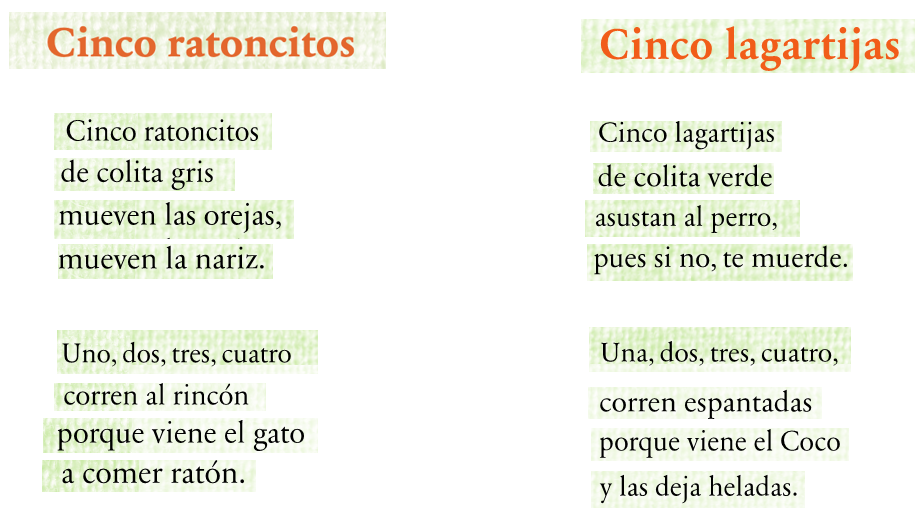 Cinco ratoncitos
Cinco ratoncitos
de colita gris
mueven las orejas,
mueven la nariz.
Uno, dos, tres, cuatro
corren al rincón
porque viene el gato
a comer ratón.
Cinco lagartijas
Cinco lagartijas
de colita verde
asustan al perro,
pues si no, te muerde.
Una, dos, tres, cuatro,
corren espantadas
porque viene el Coco
y las deja heladas.